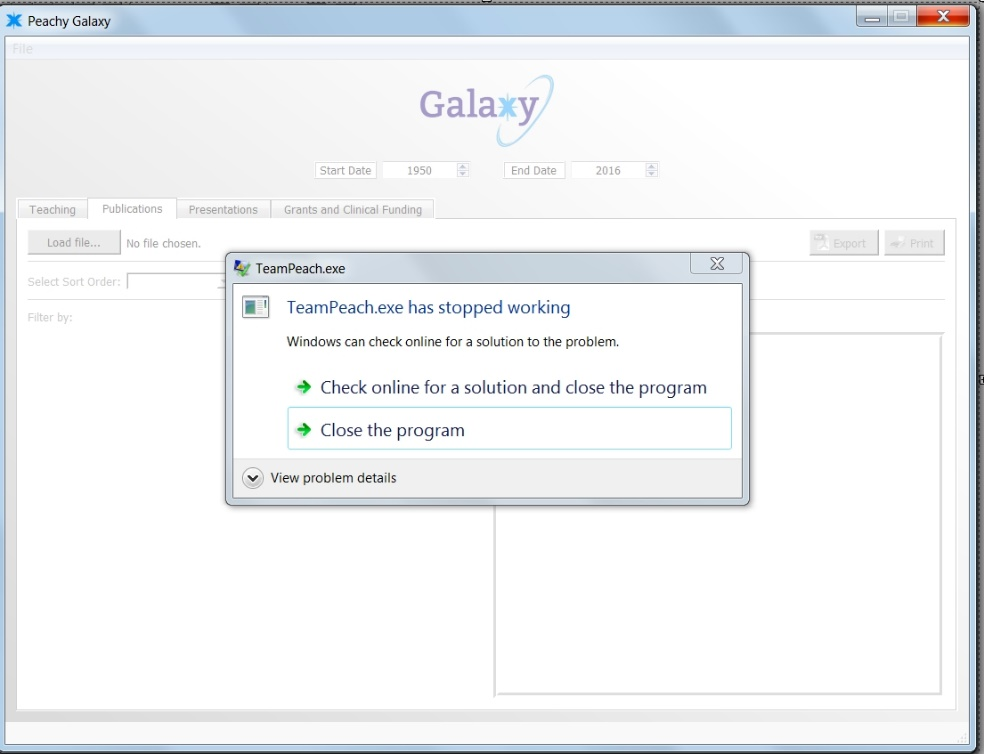 Peachy Galaxy
File
Galaxy
Start Date 1950 End Date 2016
Teaching Publications Presentations Grants and Clinical Funding
Load file... No file chosen. Export Print
Select Sort Order:
Filter by:
TeamPeach.exe
TeamPeach.exe has stopped working
Windows can check online for a solution to the problem.
Check online for a solution and close the program
Close the program
View problem details